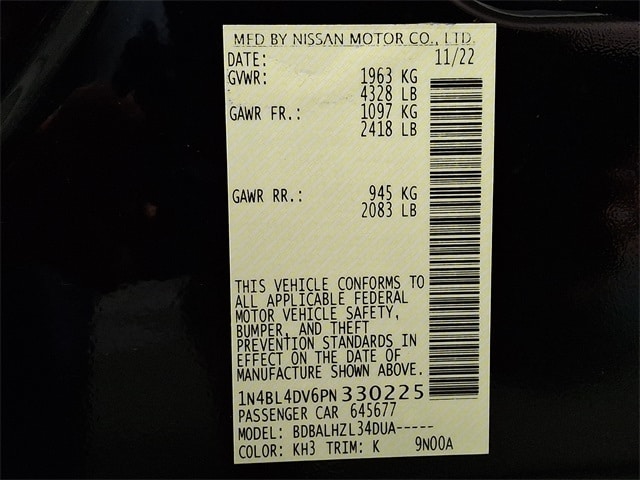 MFD BY NISSAN MOTOR CO., LTD.
DATE: 11/22
GVWR: 1963 KG
4328 LB
GAWR FR.: 1097 KG
2418 LB
GAWR RR.: 945 KG
2083 LB
THIS VEHICLE CONFORMS TO
ALL APPLICABLE FEDERAL
MOTOR VEHICLE SAFETY,
BUMPER, AND THEFT
PREVENTION STANDARDS IN
EFFECT ON THE DATE OF
MANUFACTURE SHOWN ABOVE.
1N4BL4DV6PN330225
PASSENGER CAR 645677
MODEL: BDBALHZL34DUA-----
COLOR: KH3 TRIM: K 9N00A